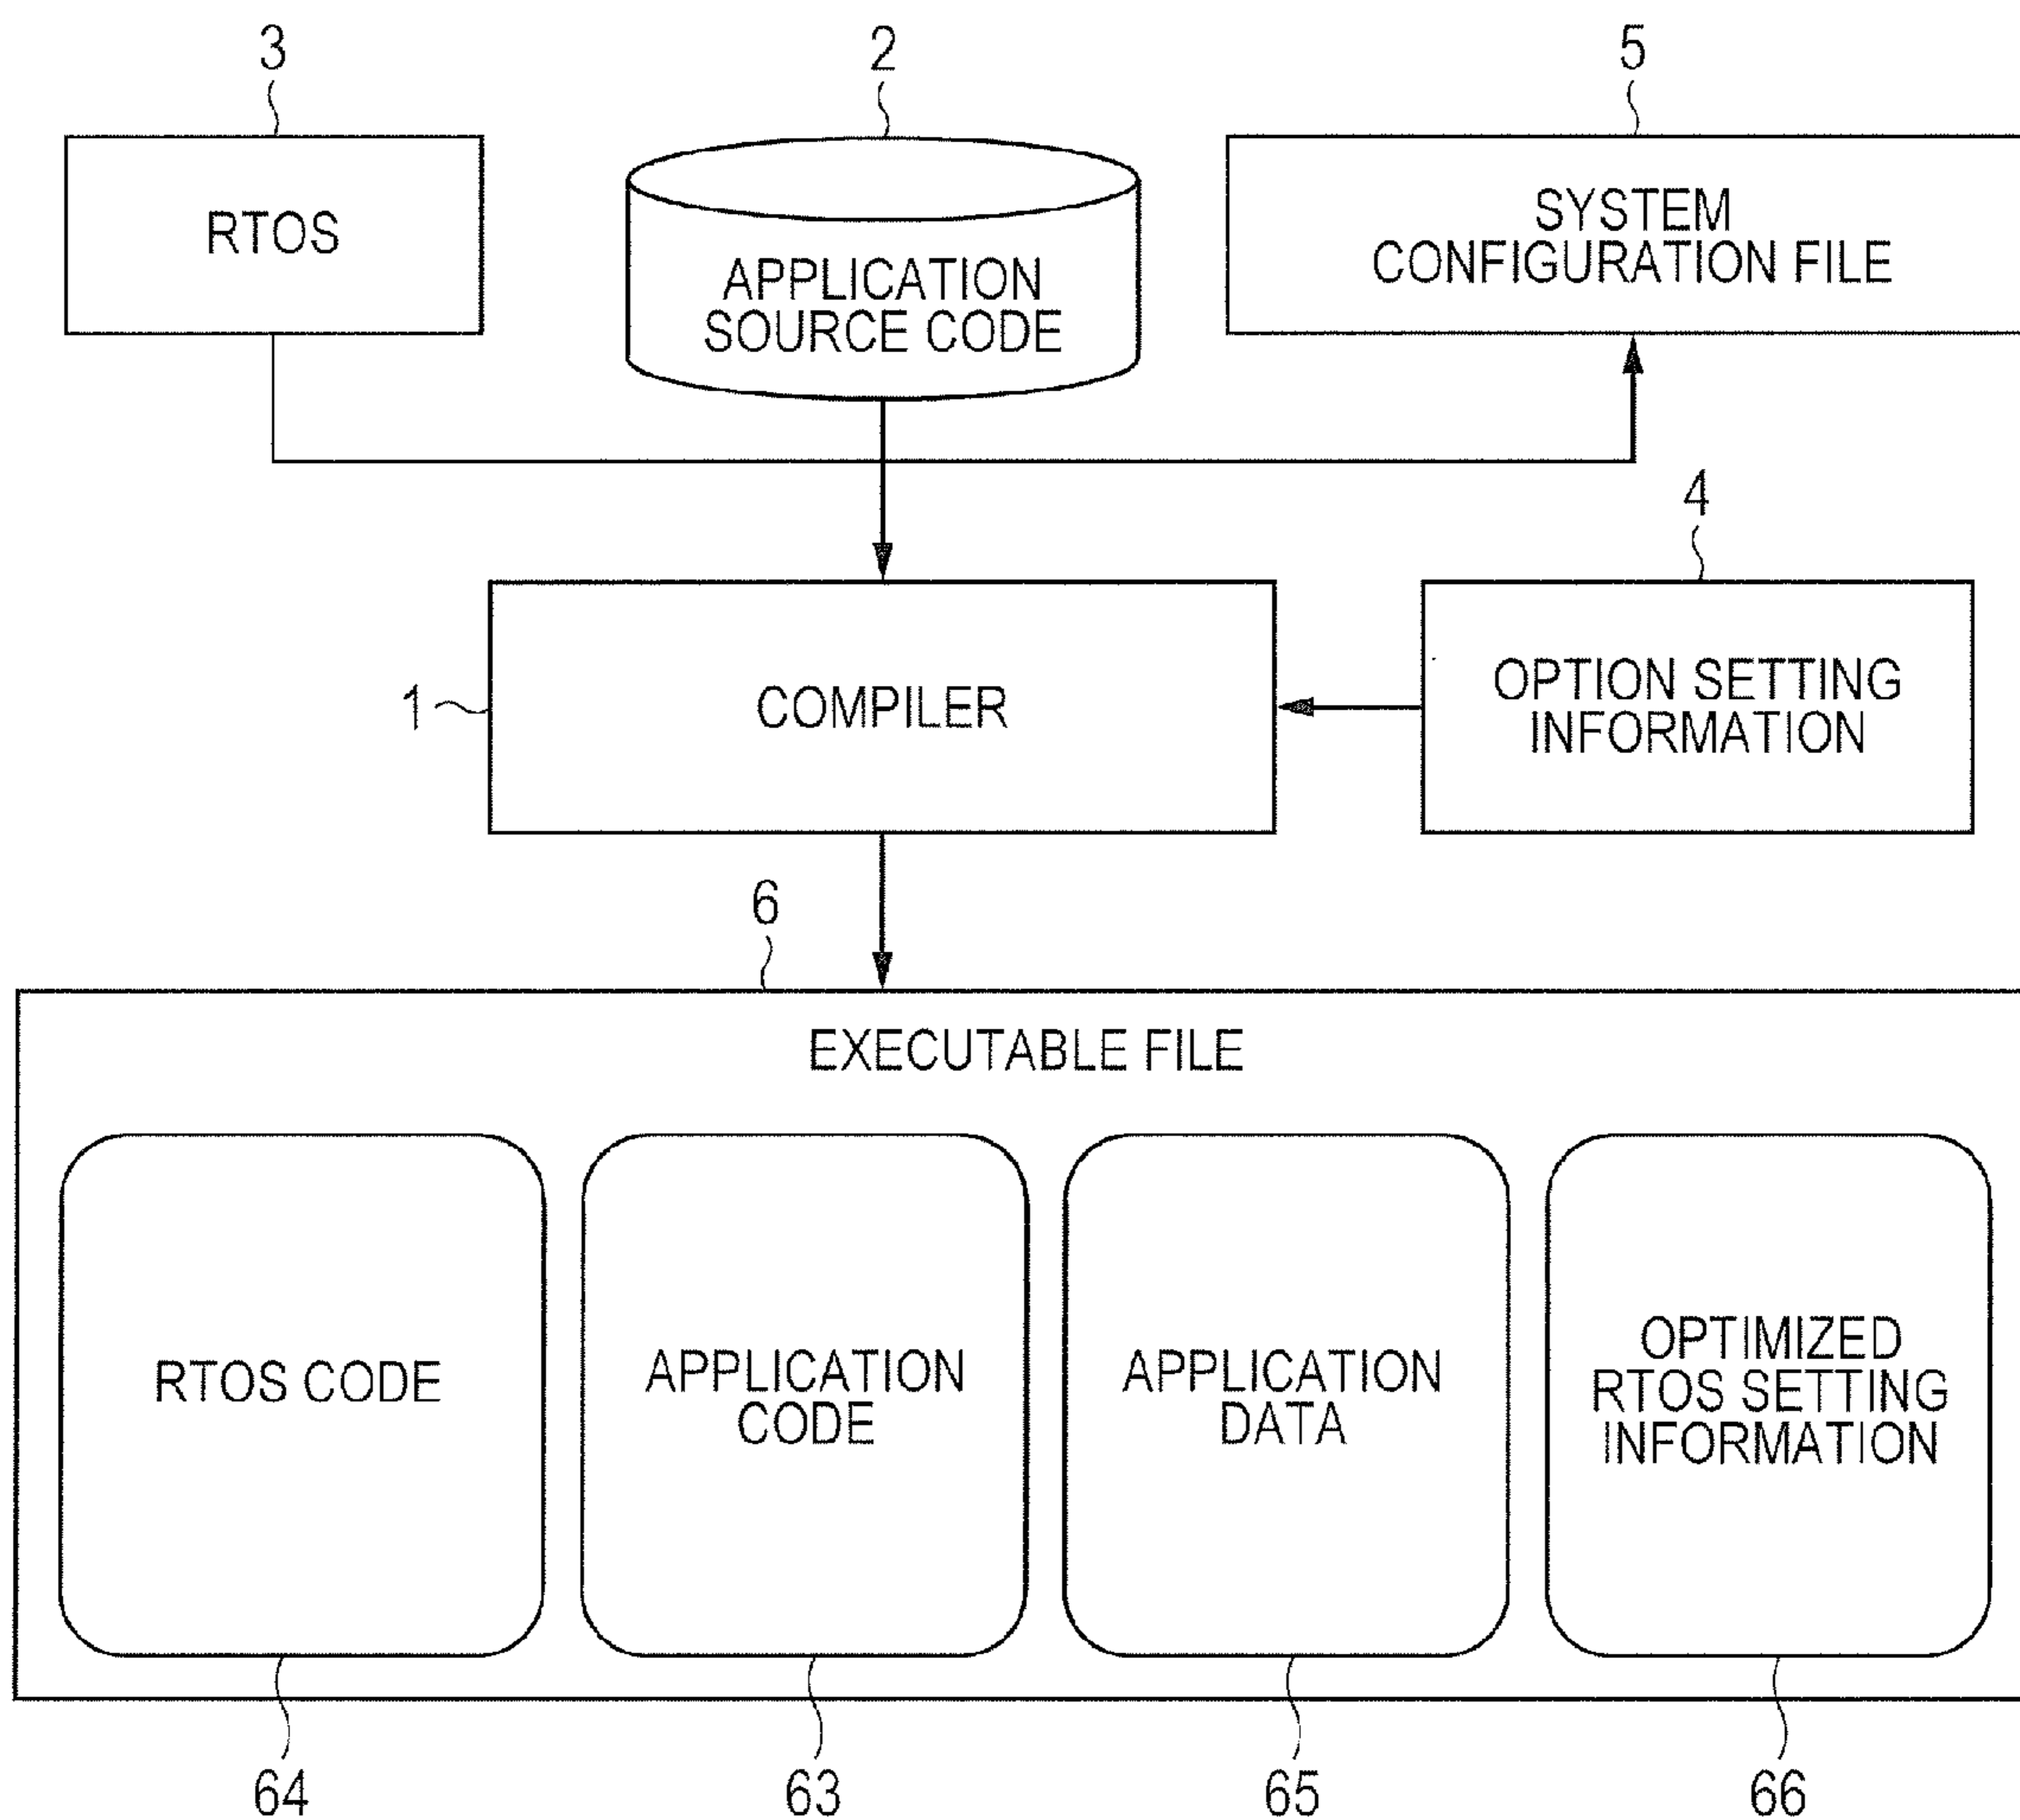 3
2
5
RTOS
APPLICATION
SOURCE CODE
SYSTEM
CONFIGURATION FILE
4
1
COMPILER
OPTION SETTING
INFORMATION
6
EXECUTABLE FILE
RTOS CODE
APPLICATION
CODE
APPLICATION
DATA
OPTIMIZED
RTOS SETTING
INFORMATION
64
63
65
66